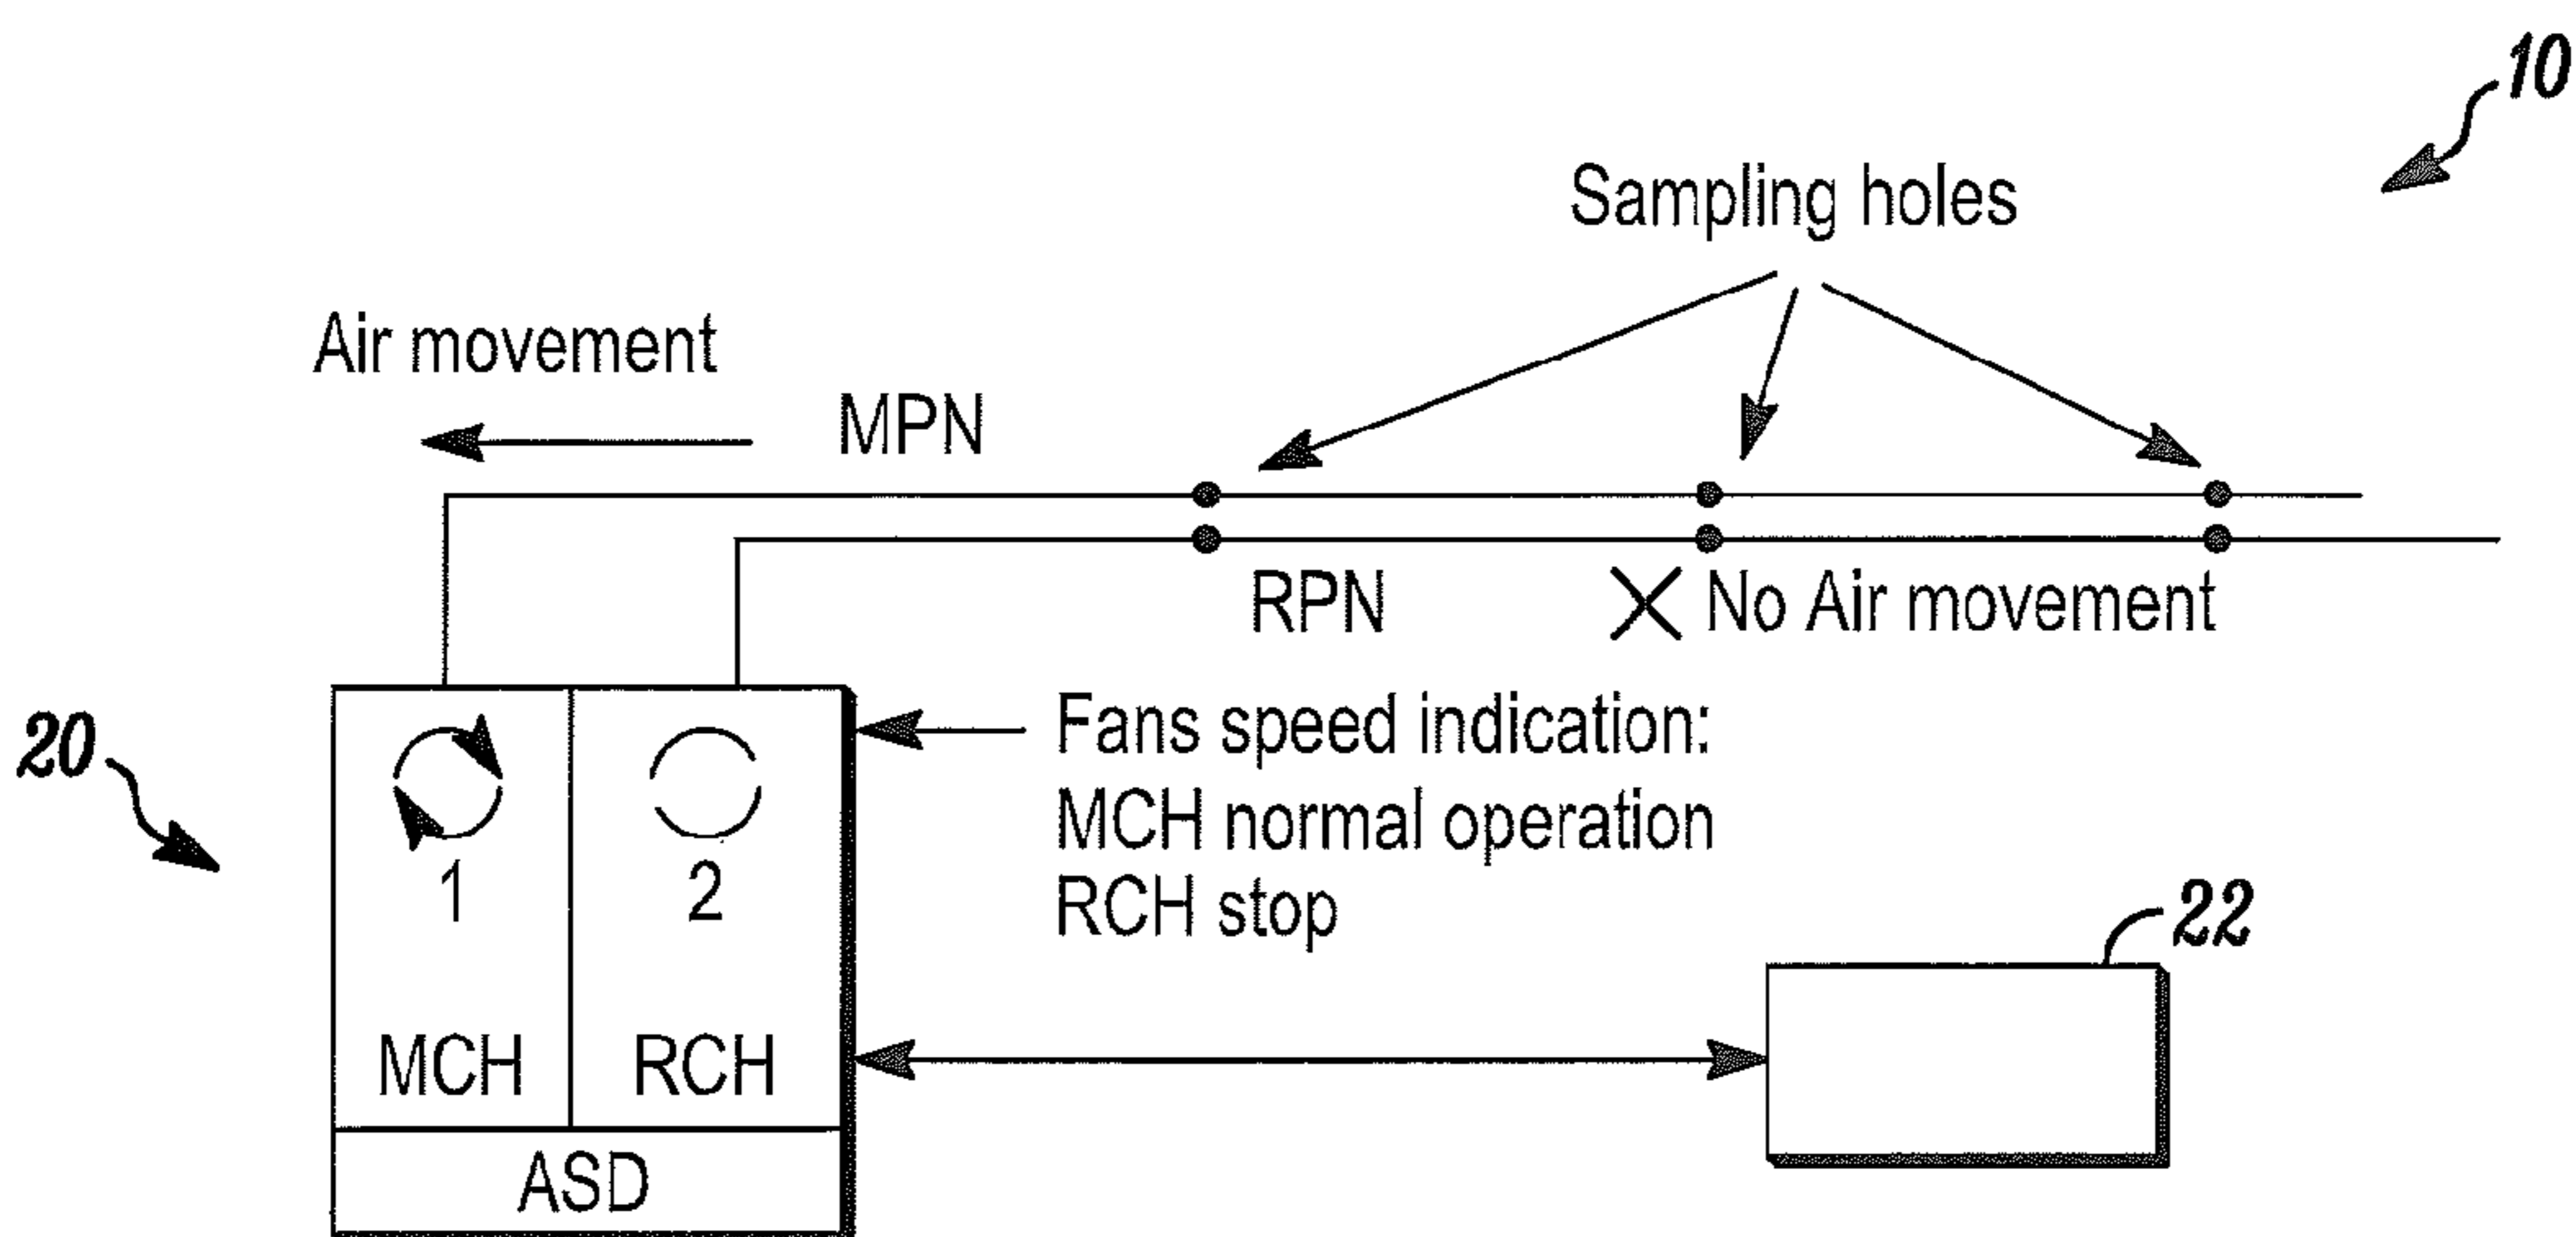 10
Sampling holes
Air movement
MPN
RPN
No Air movement
20
Fans speed indication:
MCH normal operation
RCH stop
1
2
22
MCH
RCH
ASD